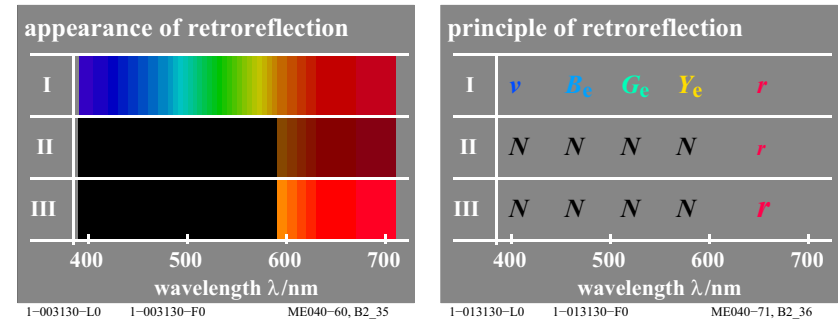 appearance of retroreflection
I
II
III
400 500 600 700
wavelength λ/nm
1−003130−L0 1−003130−F0 ME040−60, B2_35
principle of retroreflection
I v Be Ge Ye r
II N N N N r
III N N N N r
400 500 600 700
wavelength λ/nm
1−013130−L0 1−013130−F0 ME040−71, B2_36